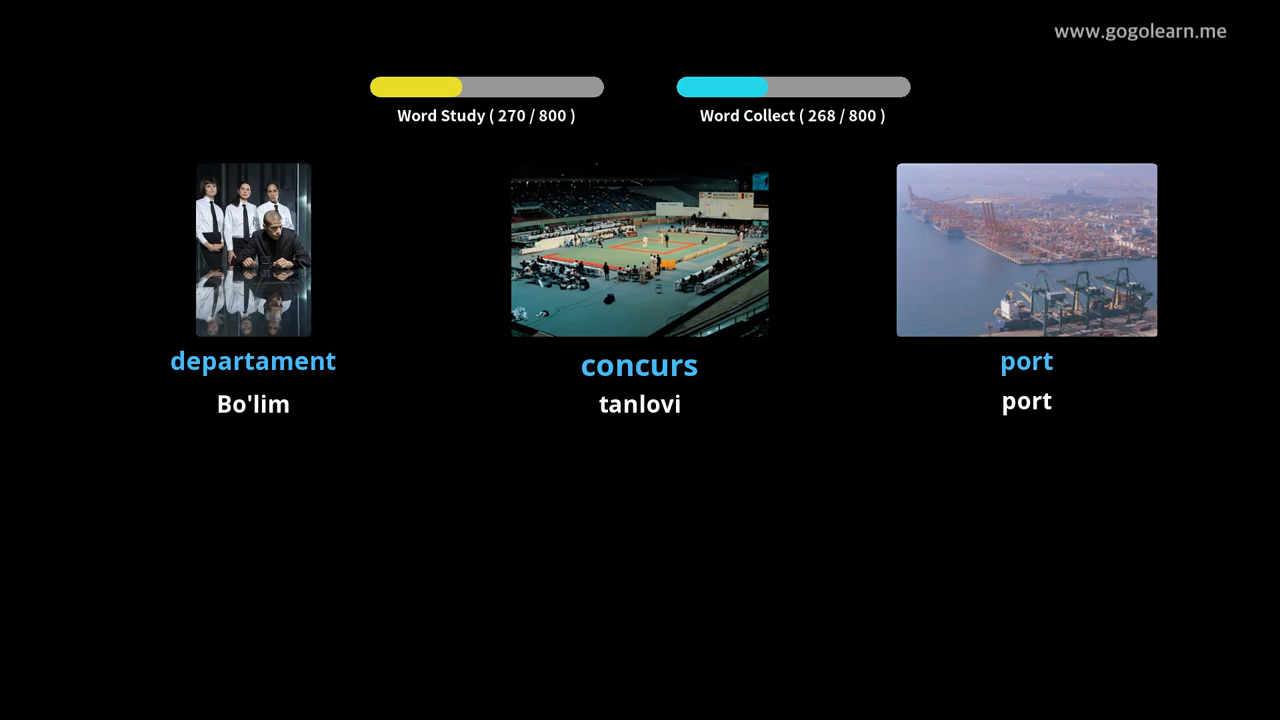 www.gogolearn.me
Word Study ( 270 / 800 )
Word Collect ( 268 / 800 )
departament
concurs
port
Bo'lim
tanlovi
port